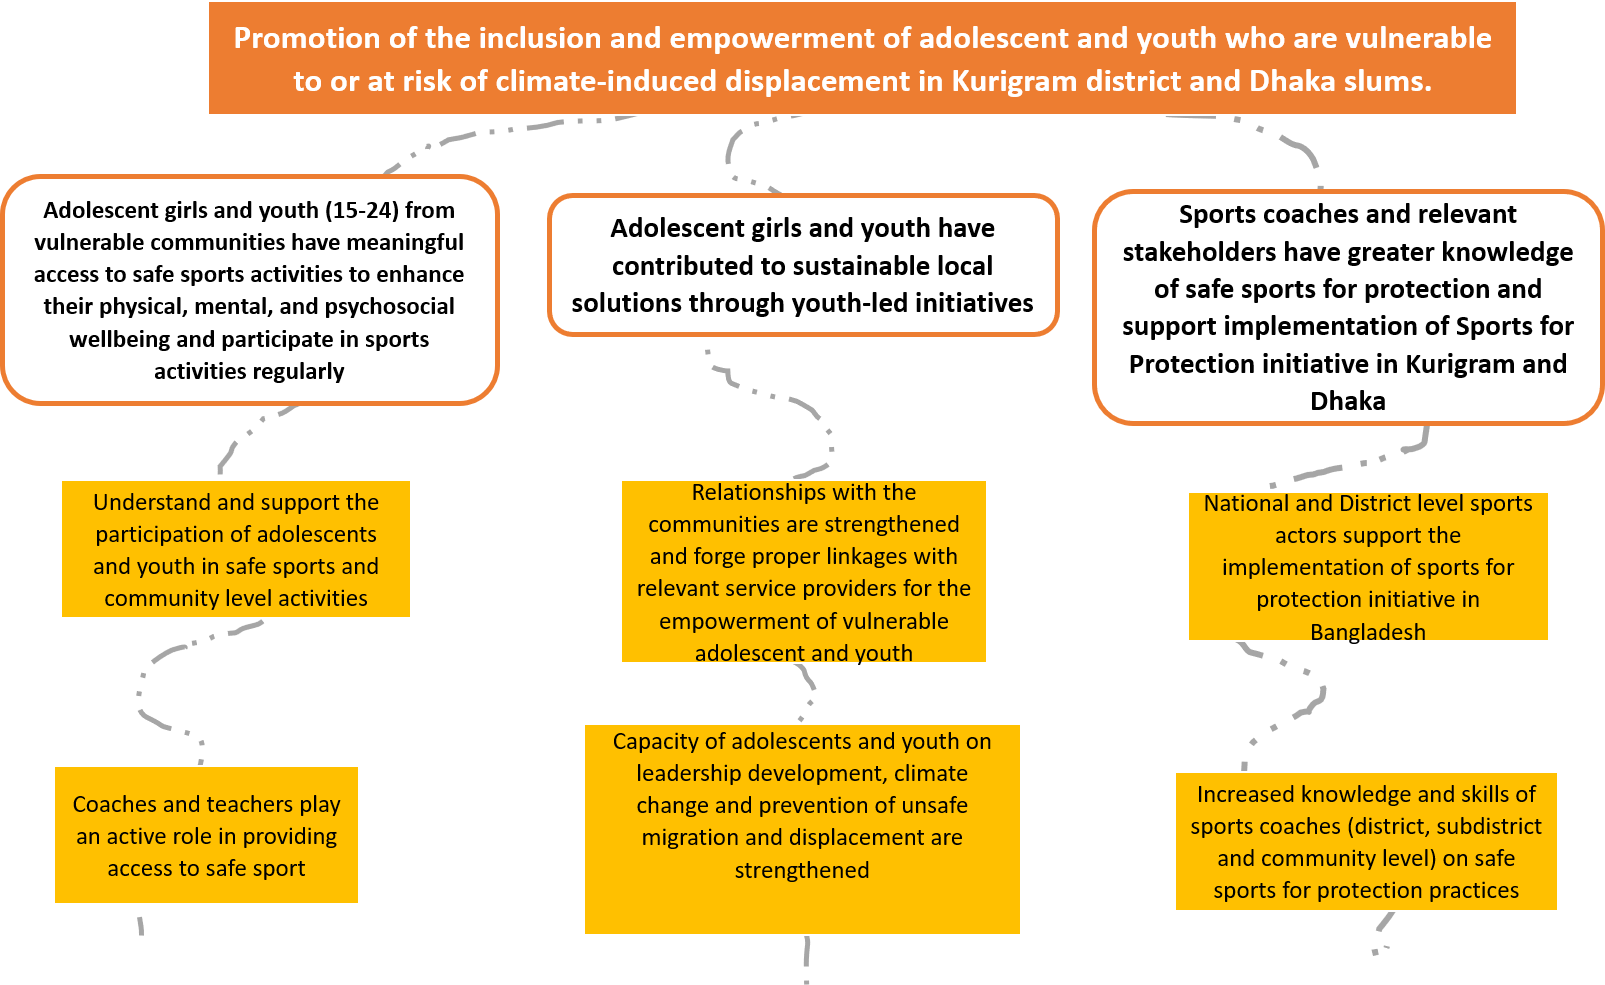 Promotion of the inclusion and empowerment of adolescent and youth who are vulnerable
to or at risk of climate-induced displacement in Kurigram district and Dhaka slums.
Adolescent girls and youth (15-24) from
vulnerable communities have meaningful
access to safe sports activities to enhance
their physical, mental, and psychosocial
wellbeing and participate in sports
activities regularly
Adolescent girls and youth have
contributed to sustainable local
solutions through youth-led initiatives
Sports coaches and relevant
stakeholders have greater knowledge
of safe sports for protection and
support implementation of Sports for
Protection initiative in Kurigram and
Dhaka
Understand and support the
participation of adolescents
and youth in safe sports and
community level activities
Relationships with the
communities are strengthened
and forge proper linkages with
relevant service providers for the
empowerment of vulnerable
adolescent and youth
National and District level sports
actors support the
implementation of sports for
protection initiative in
Bangladesh
Coaches and teachers play
an active role in providing
access to safe sport
Capacity of adolescents and youth on
leadership development, climate
change and prevention of unsafe
migration and displacement are
strengthened
Increased knowledge and skills of
sports coaches (district, subdistrict
and community level) on safe
sports for protection practices